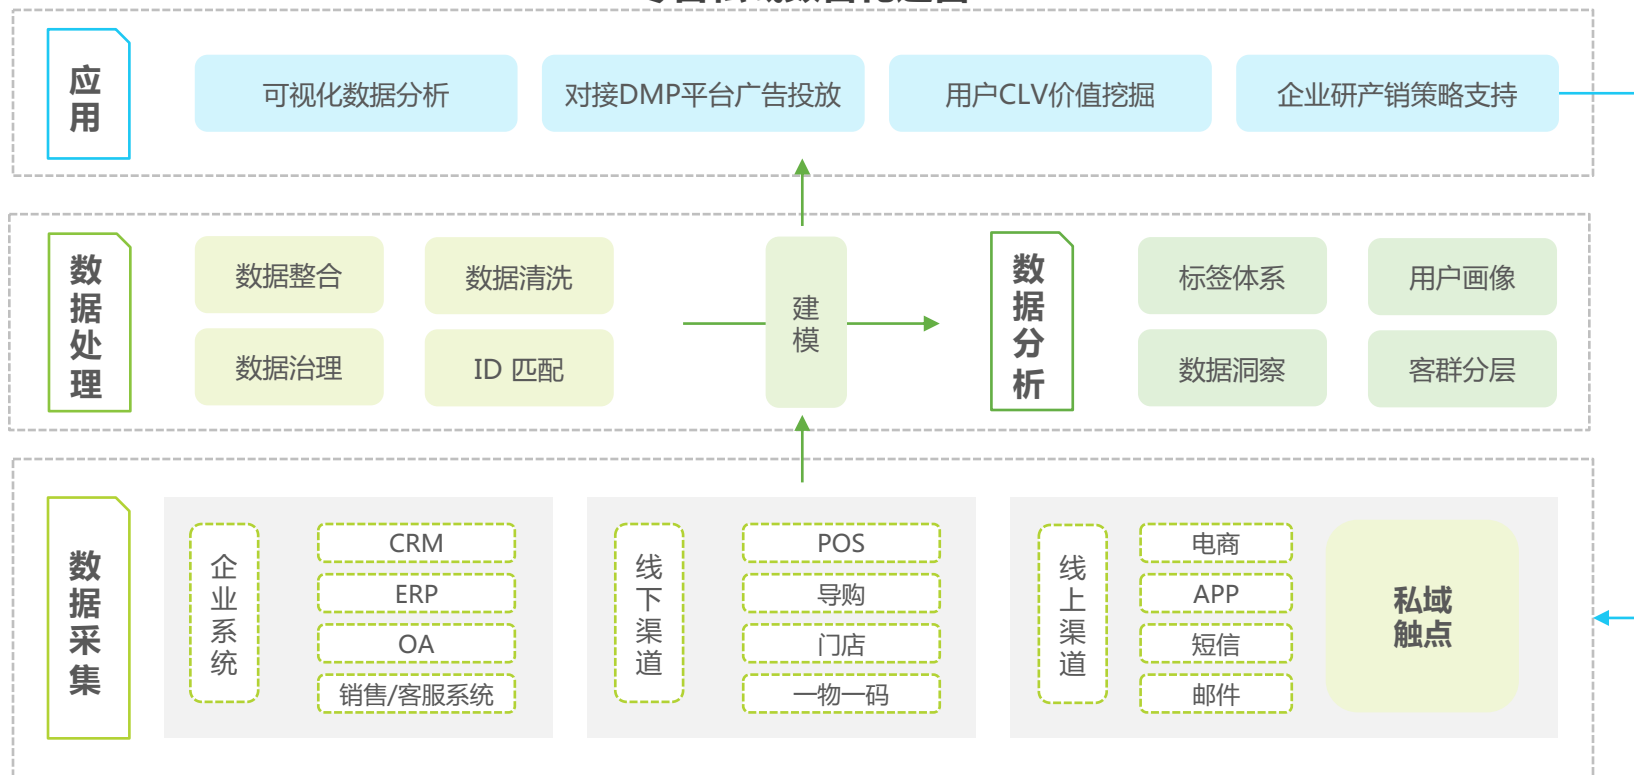 应用
可视化数据分析
对接DMP平台广告投放
用户CLV价值挖掘
企业研产销策略支持
数据处理
数据整合
数据清洗
数据治理
ID 匹配
建模
数据分析
标签体系
用户画像
数据洞察
客群分层
数据采集
企业系统
CRM
ERP
OA
销售/客服系统
线下渠道
POS
导购
门店
一物一码
线上渠道
电商
APP
短信
邮件
私域
触点